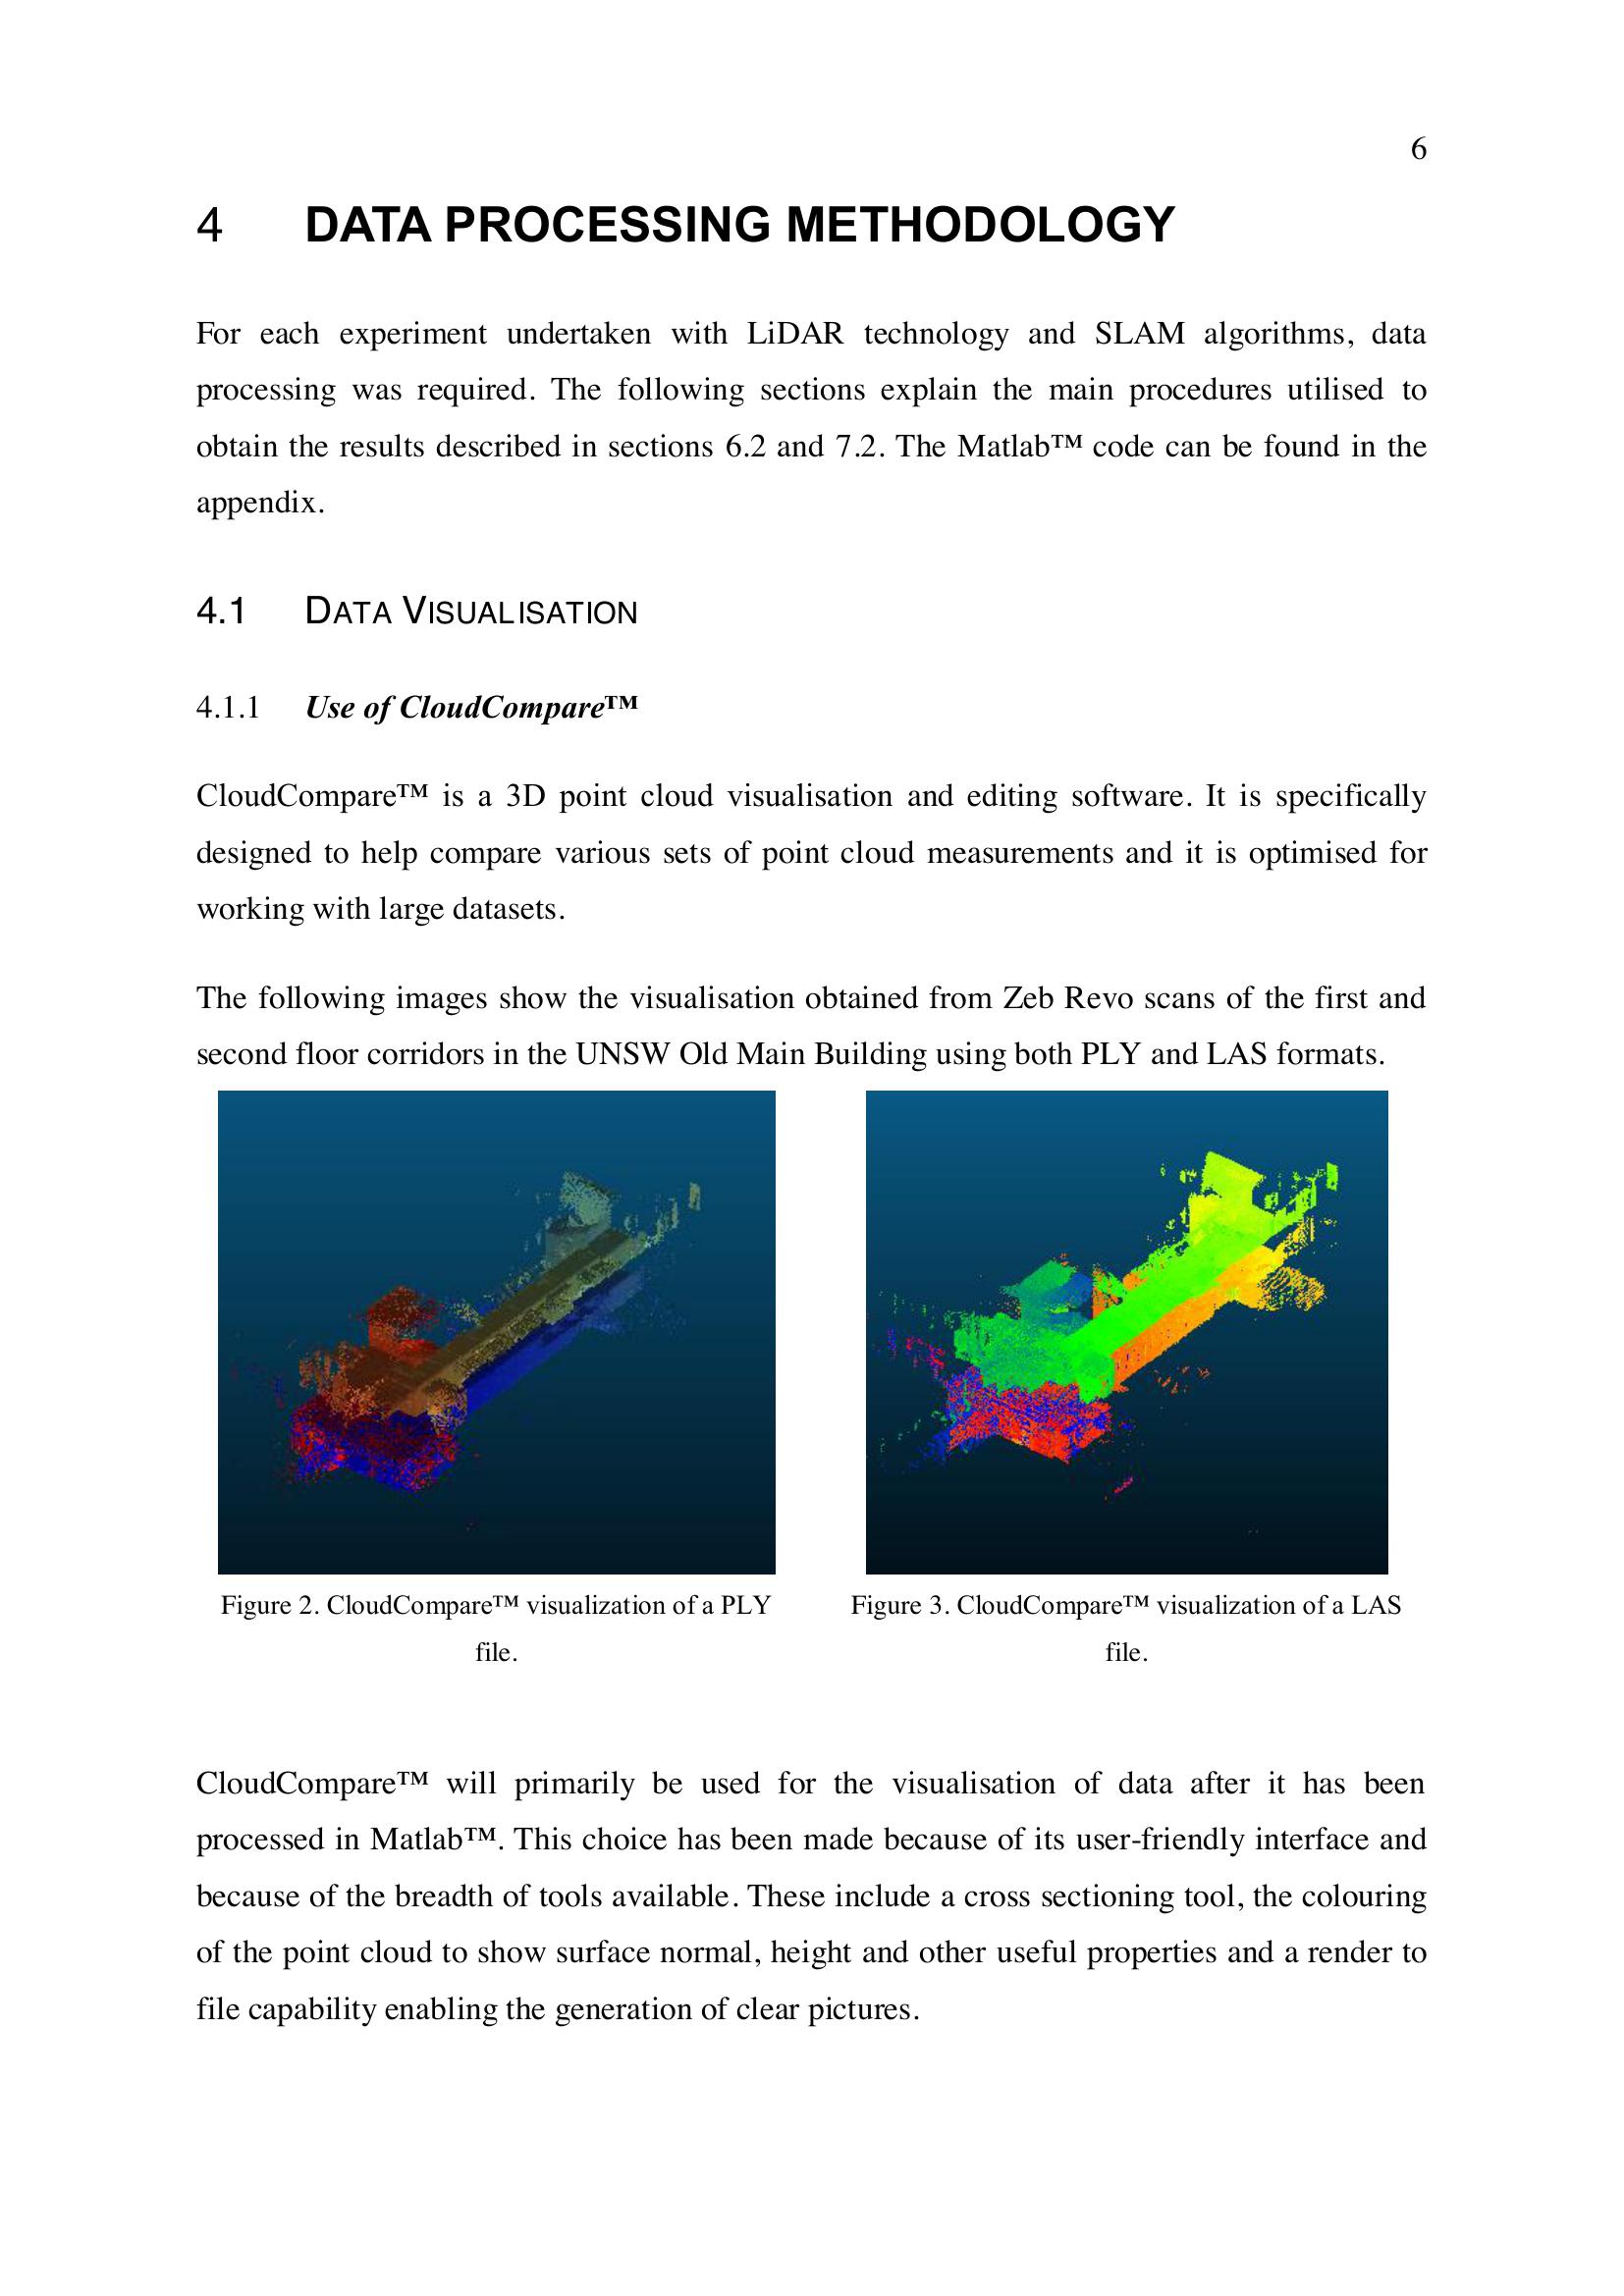 6
4 DATA PROCESSING METHODOLOGY
For each experiment undertaken with LiDAR technology and SLAM algorithms, data
processing was required. The following sections explain the main procedures utilised to
obtain the results described in sections 6.2 and 7.2. The Matlab™ code can be found in the
appendix.
4.1 DATA VISUALISATION
4.1.1 Use of CloudCompare™
CloudCompare™ is a 3D point cloud visualisation and editing software. It is specifically
designed to help compare various sets of point cloud measurements and it is optimised for
working with large datasets.
The following images show the visualisation obtained from Zeb Revo scans of the first and
second floor corridors in the UNSW Old Main Building using both PLY and LAS formats.
Figure 2. CloudCompare™ visualization of a PLY
file.
Figure 3. CloudCompare™ visualization of a LAS
file.
CloudCompare™ will primarily be used for the visualisation of data after it has been
processed in Matlab™. This choice has been made because of its user-friendly interface and
because of the breadth of tools available. These include a cross sectioning tool, the colouring
of the point cloud to show surface normal, height and other useful properties and a render to
file capability enabling the generation of clear pictures.